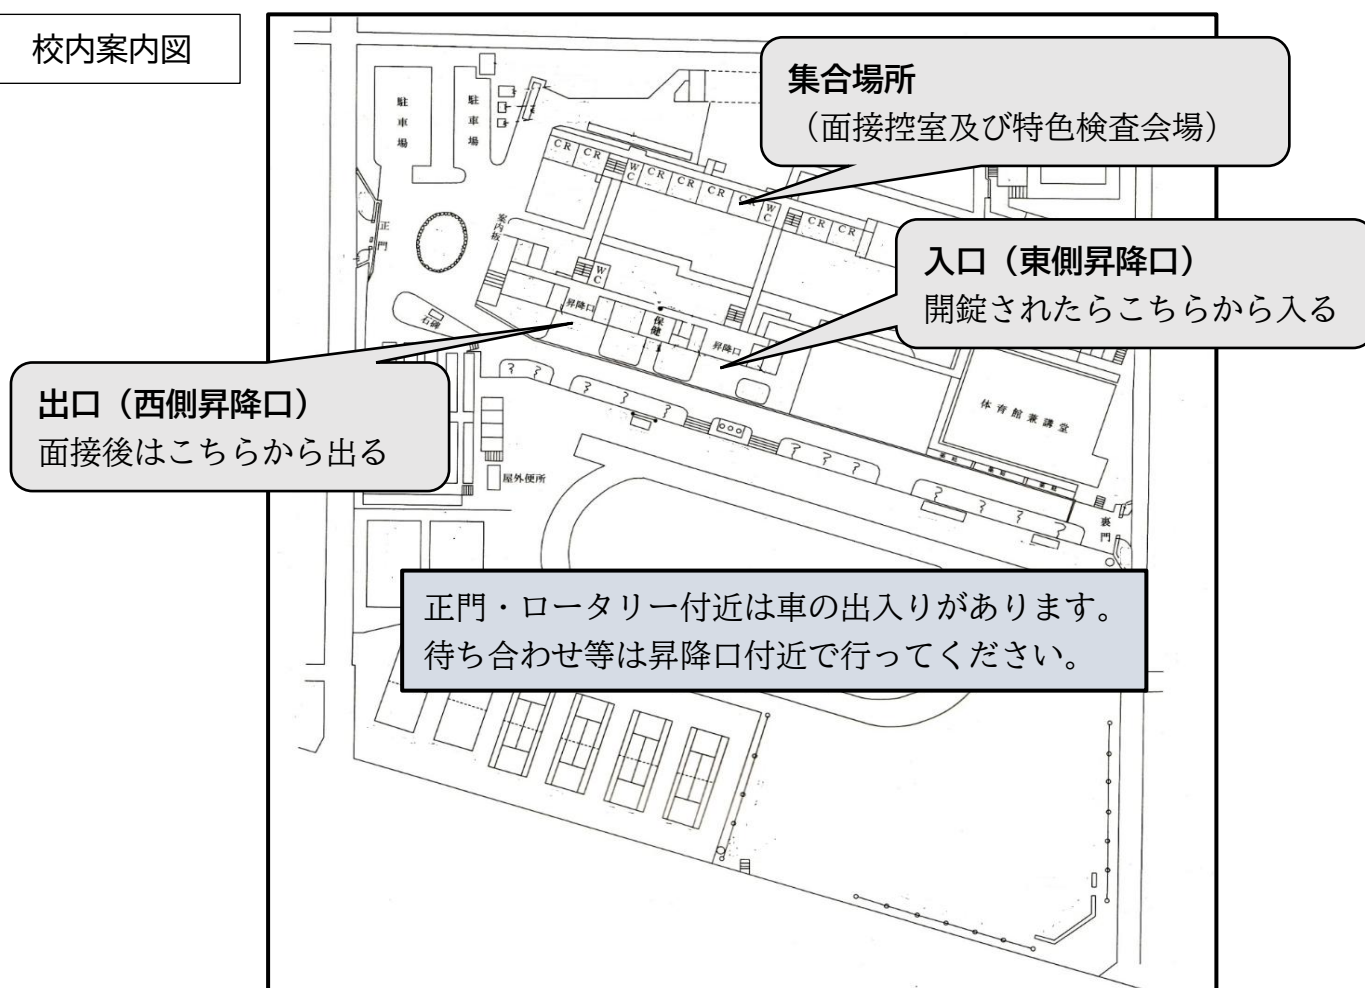 校内案内図
集合場所
（面接控室及び特色検査会場）
入口（東側昇降口）
開錠されたらこちらから入る
出口（西側昇降口）
面接後はこちらから出る
正門・ロータリー付近は車の出入りがあります。
待ち合わせ等は昇降口付近で行ってください。
駐車場
駐車場
CR
CR
WC
CR
CR
CR
CR
WC
CR
CR
正門
案内板
WC
昇降口
保健
昇降口
石碑
体育館兼講堂
屋外便所
裏門